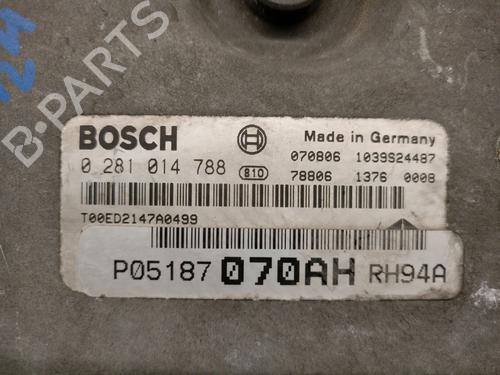 24
B-PARTS
BOSCH Made in Germany
0 281 014 788 810 070806 1039S24487
78806 1376 0008
T00ED2147A0499
P05187 070AH RH94A